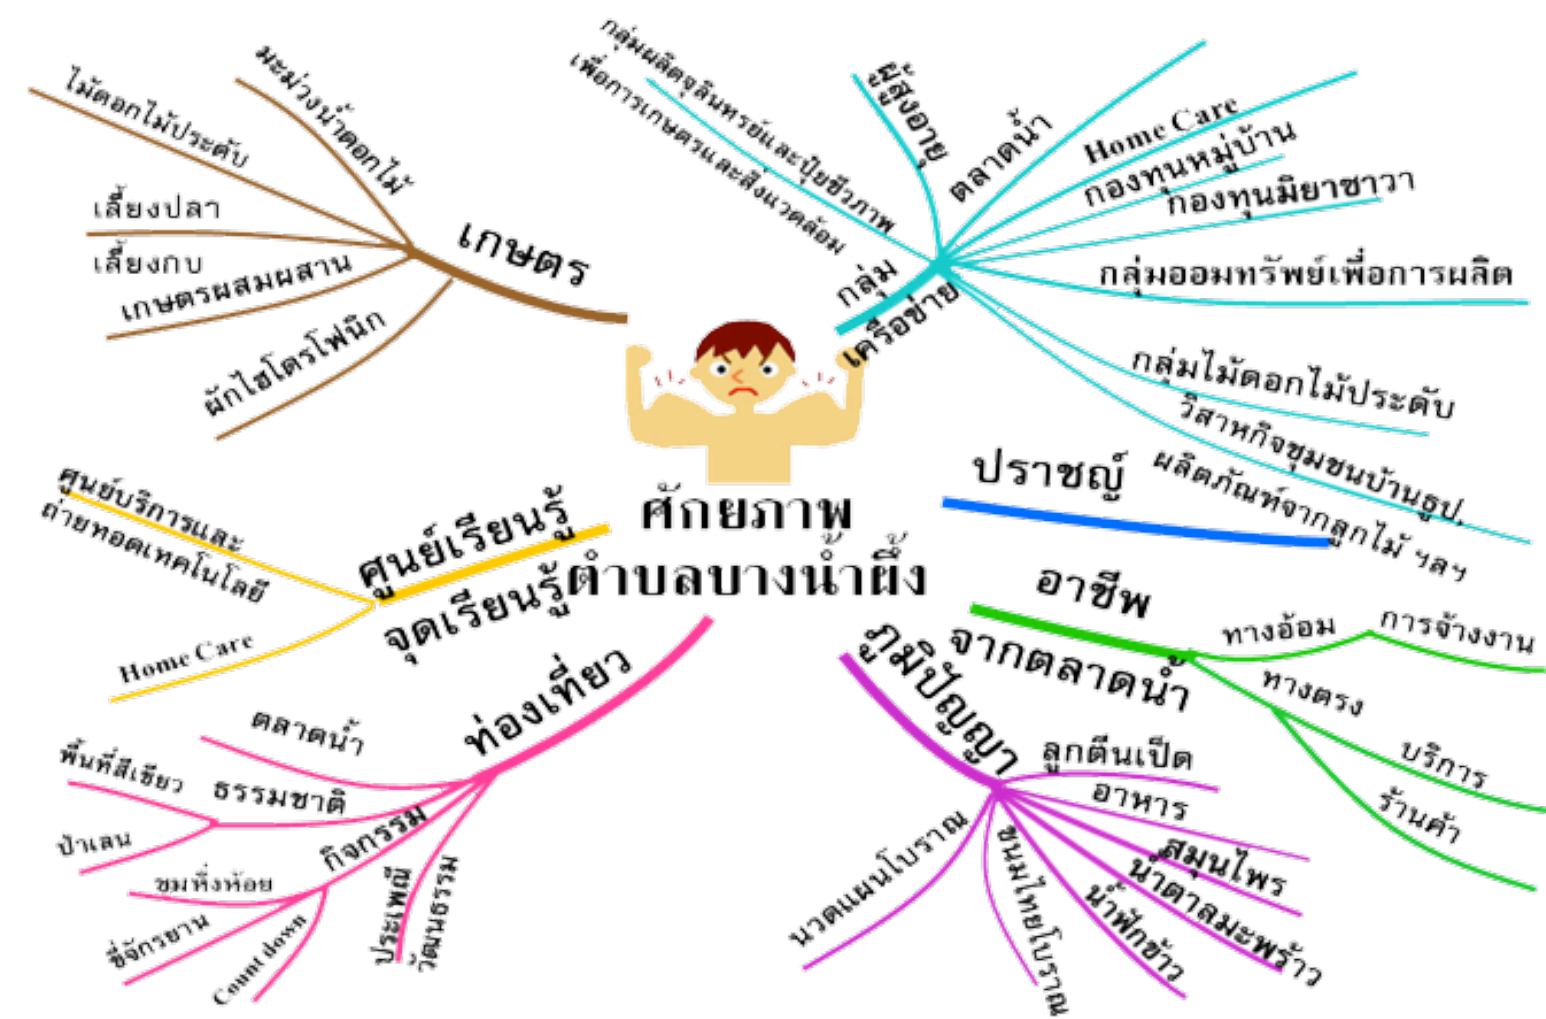 ศักยภาพ
ตำบลบางน้ำผึ้ง
เกษตร
มะม่วงน้ำดอกไม้
ไม้ดอกไม้ประดับ
เลี้ยงปลา
เลี้ยงกบ
เกษตรผสมผสาน
ผักไฮโดรโฟนิก
กลุ่ม
เครือข่าย
กลุ่มผลิตจุลินทรย์และปุ๋ยชีวภาพ
เพื่อการเกษตรและสิ่งแวดล้อม
ผู้สูงอายุ
ตลาดน้ำ
Home Care
กองทุนหมู่บ้าน
กองทุนมิยาซาวา
กลุ่มออมทรัพย์เพื่อการผลิต
กลุ่มไม้ดอกไม้ประดับ
วิสาหกิจชุมชนบ้านธูป,
ผลิตภัณฑ์จากลูกไม้ ฯลฯ
ปราชญ์
อาชีพ
จากตลาดน้ำ
ทางอ้อม
การจ้างงาน
ทางตรง
บริการ
ร้านค้า
ภูมิปัญญา
ลูกตีนเป็ด
อาหาร
สมุนไพร
น้ำตาลมะพร้าว
น้ำฟักข้าว
ขนมไทยโบราณ
นวดแผนโบราณ
ท่องเที่ยว
ตลาดน้ำ
ธรรมชาติ
พื้นที่สีเขียว
ป่าเลน
กิจกรรม
ชมหิ่งห้อย
ขี่จักรยาน
Count down
ประเพณี
วัฒนธรรม
ศูนย์เรียนรู้
จุดเรียนรู้
ศูนย์บริการและ
ถ่ายทอดเทคโนโลยี
Home Care